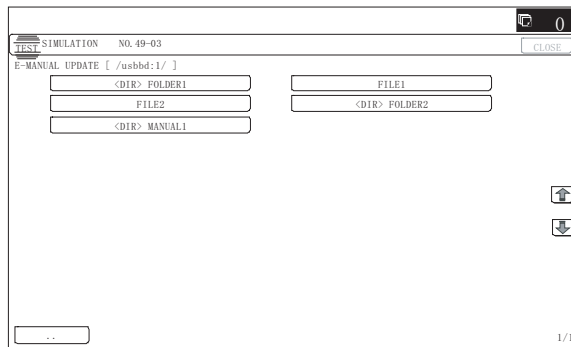 0
TEST SIMULATION NO. 49-03
CLOSE
E-MANUAL UPDATE [ /usbbd:1/ ]
<DIR> FOLDER1 FILE1
FILE2 <DIR> FOLDER2
<DIR> MANUAL1
.. 1/1